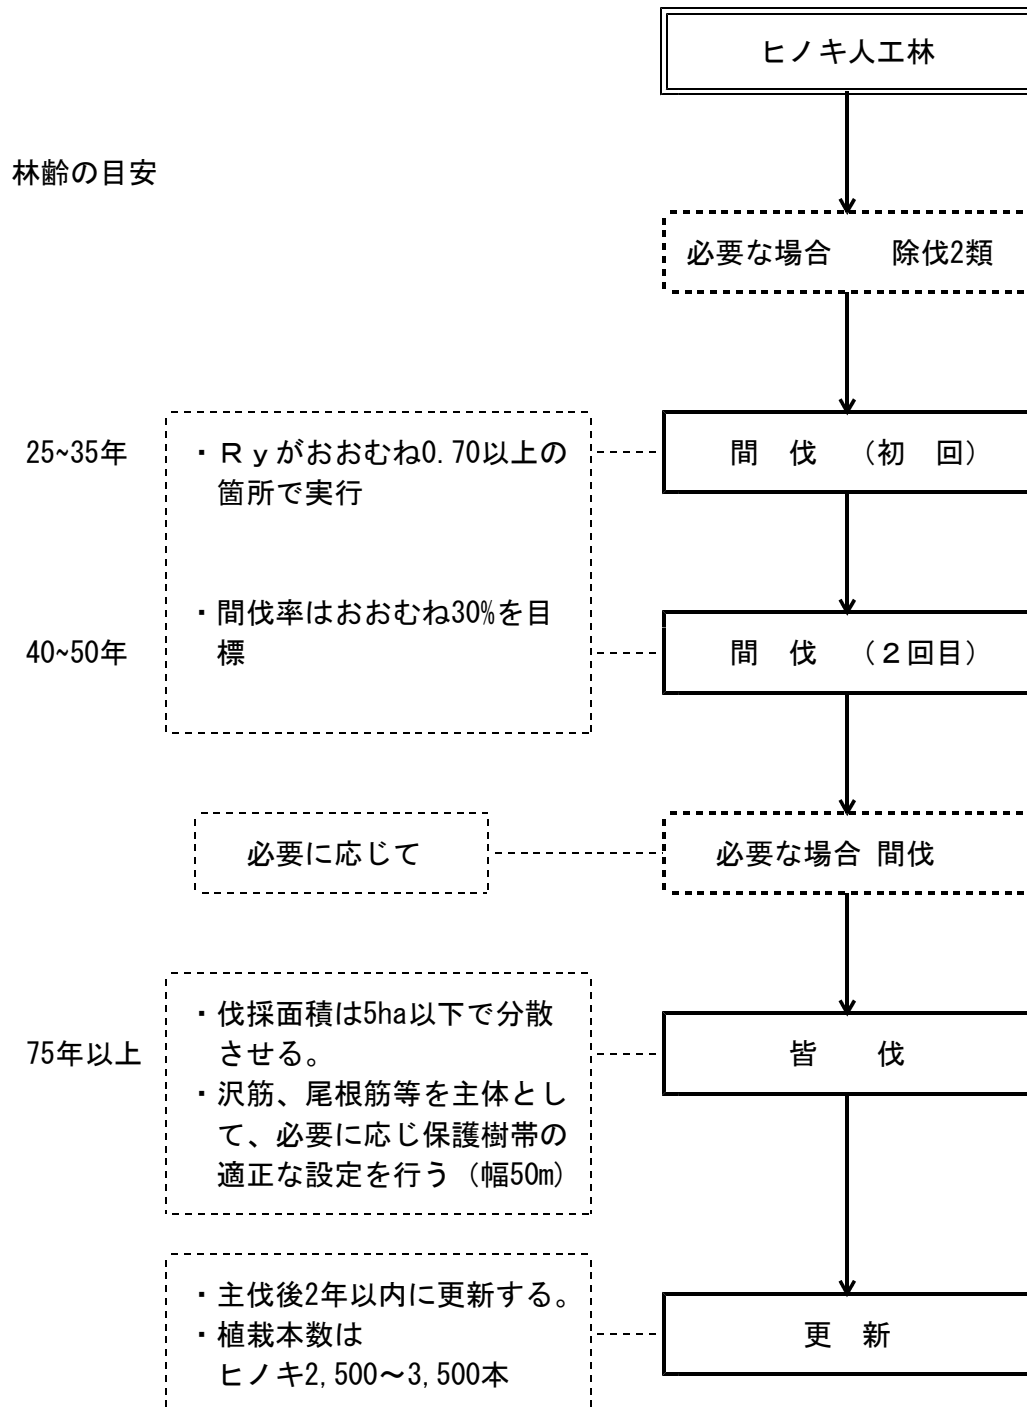 ヒノキ人工林
林齢の目安
必要な場合　　除伐2類
25~35年
・Ｒｙがおおむね0.70以上の
箇所で実行
間　伐　（初　回）
・間伐率はおおむね30%を目
標
40~50年
間　伐　（２回目）
必要に応じて
必要な場合 間伐
75年以上
・伐採面積は5ha以下で分散
させる。
・沢筋、尾根筋等を主体とし
て、必要に応じ保護樹帯の
適正な設定を行う（幅50m）
皆　　伐
・主伐後2年以内に更新する。
・植栽本数は
ヒノキ2,500～3,500本
更　新